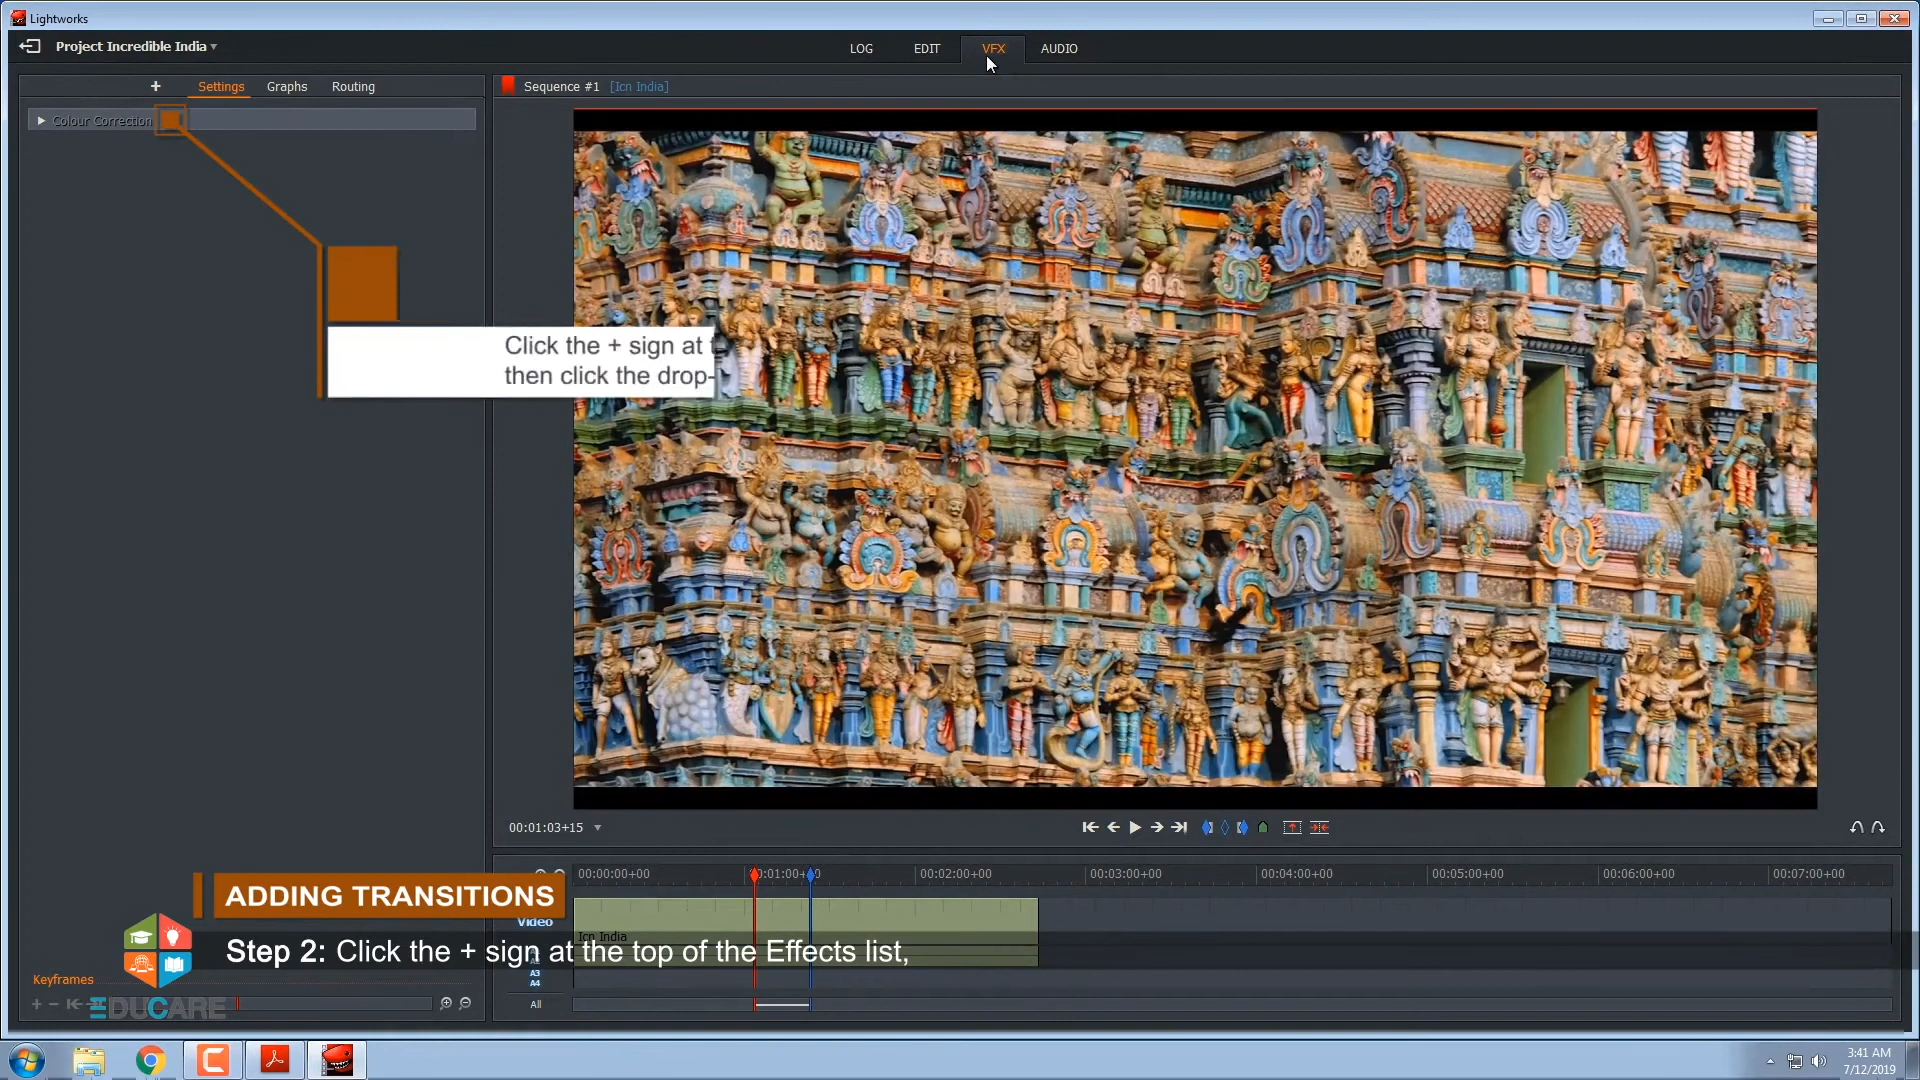 Lightworks
Project Incredible India
LOG
EDIT
VFX
AUDIO
+ Settings Graphs Routing
Sequence #1 [Icn India]
Colour Correction
Click the + sign at t
then click the drop-
00:01:03+15
00:00:00+00
00:02:00+00
00:03:00+00
00:04:00+00
00:05:00+00
00:06:00+00
00:07:00+00
ADDING TRANSITIONS
Video
Icn India
Step 2: Click the + sign at the top of the Effects list,
A3
A4
Keyframes
EDUCARE
All
3:41 AM
7/12/2019